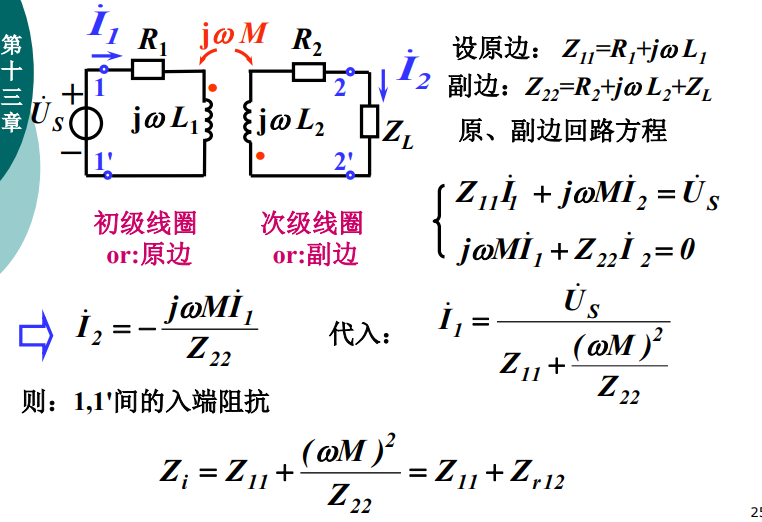 第十三章
İ₁ R₁ jωM R₂ İ₂
+ 1 2
U̇S jωL₁ jωL₂ ZL
− 1' 2'
初级线圈 次级线圈
or:原边 or:副边
设原边： Z₁₁=R₁+jωL₁
副边：Z₂₂=R₂+jωL₂+ZL
原、副边回路方程
Z₁₁İ₁ + jωMİ₂ = U̇S
jωMİ₁ + Z₂₂İ₂ = 0
İ₂ = − jωMİ₁ / Z₂₂ 代入： İ₁ = U̇S / (Z₁₁ + (ωM)² / Z₂₂)
则：1,1'间的入端阻抗
Zi = Z₁₁ + (ωM)² / Z₂₂ = Z₁₁ + Zr12